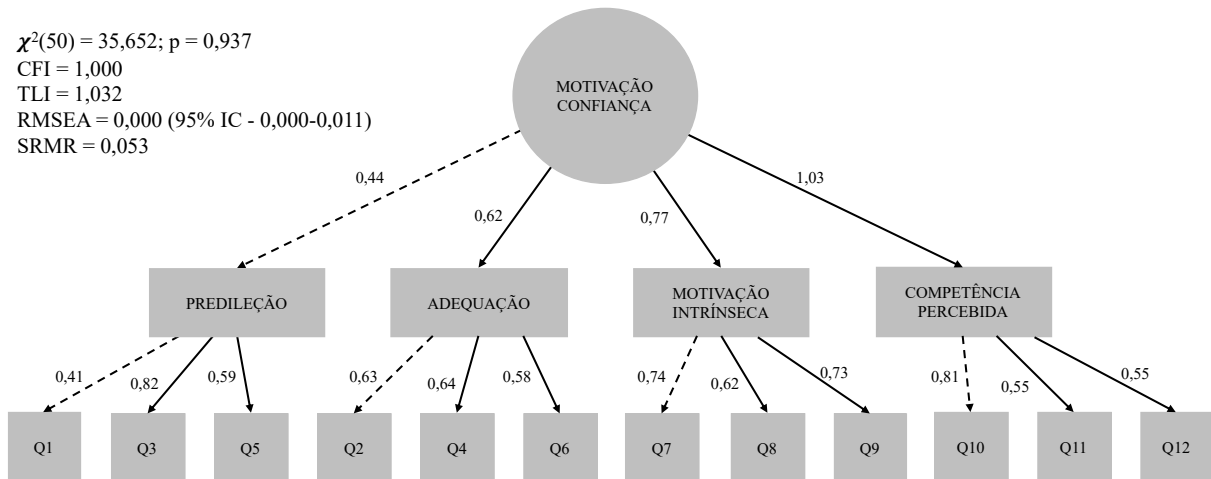 χ²(50) = 35,652; p = 0,937
CFI = 1,000
TLI = 1,032
RMSEA = 0,000 (95% IC - 0,000-0,011)
SRMR = 0,053
MOTIVAÇÃO
CONFIANÇA
0,44
0,62
0,77
1,03
PREDILEÇÃO
ADEQUAÇÃO
MOTIVAÇÃO
INTRÍNSECA
COMPETÊNCIA
PERCEBIDA
0,41
0,82
0,59
0,63
0,64
0,58
0,74
0,62
0,73
0,81
0,55
0,55
Q1
Q3
Q5
Q2
Q4
Q6
Q7
Q8
Q9
Q10
Q11
Q12